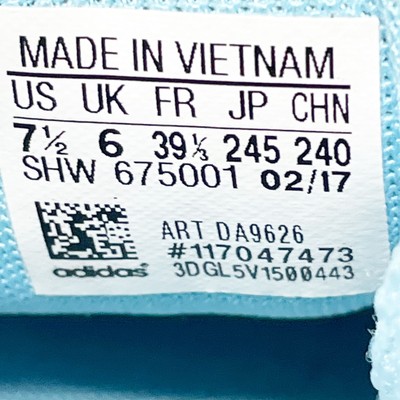 MADE IN VIETNAM
US UK FR JP CHN
7½ 6 39⅓ 245 240
SHW 675001 02/17
ART DA9626
#117047473
adidas 3DGL5V1500443